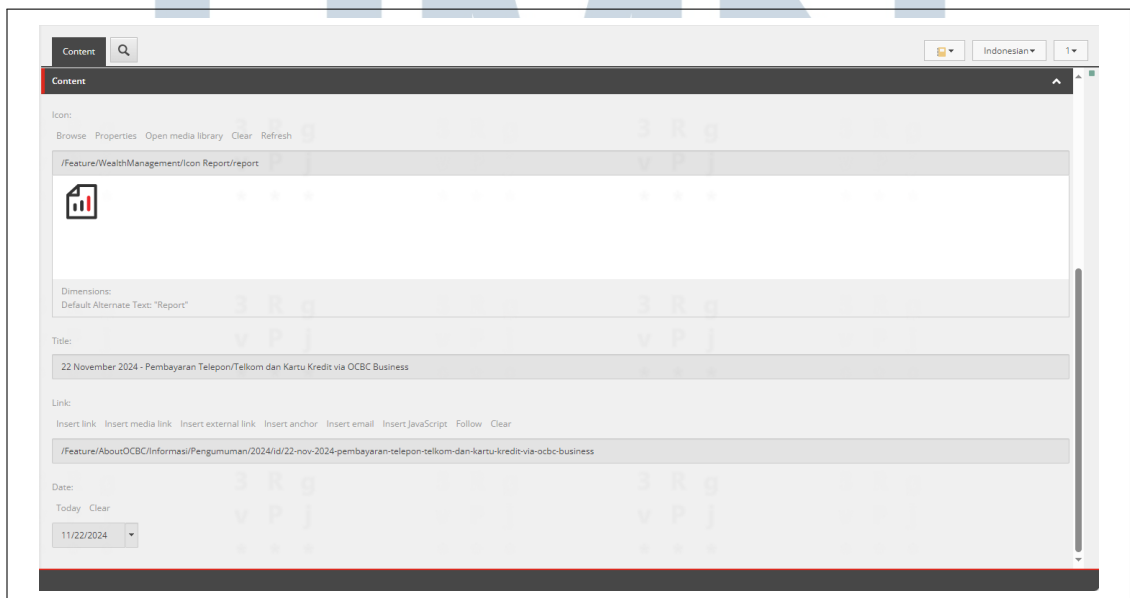 Content
Indonesian
1
Content
Icon:
Browse Properties Open media library Clear Refresh
/Feature/WealthManagement/Icon Report/report
Dimensions:
Default Alternate Text: "Report"
Title:
22 November 2024 - Pembayaran Telepon/Telkom dan Kartu Kredit via OCBC Business
Link:
Insert link Insert media link Insert external link Insert anchor Insert email Insert JavaScript Follow Clear
/Feature/AboutOCBC/Informasi/Pengumuman/2024/id/22-nov-2024-pembayaran-telepon-telkom-dan-kartu-kredit-via-ocbc-business
Date:
Today Clear
11/22/2024